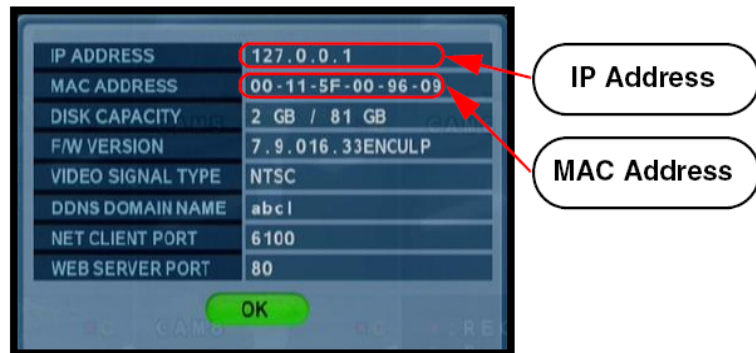 IP ADDRESS 127.0.0.1
MAC ADDRESS 00-11-5F-00-96-09
DISK CAPACITY 2 GB / 81 GB
F/W VERSION 7.9.016.33ENCULP
VIDEO SIGNAL TYPE NTSC
DDNS DOMAIN NAME abcl
NET CLIENT PORT 6100
WEB SERVER PORT 80
OK
CAM8
REC
IP Address
MAC Address